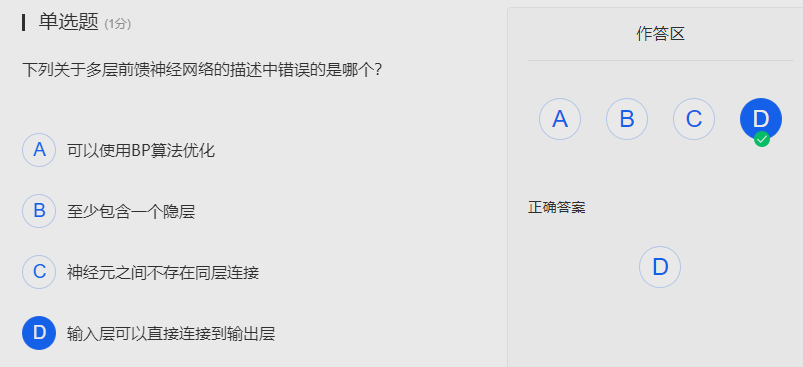 单选题 (1分)
下列关于多层前馈神经网络的描述中错误的是哪个？
A 可以使用BP算法优化
B 至少包含一个隐层
C 神经元之间不存在同层连接
D 输入层可以直接连接到输出层
作答区
A B C D
正确答案
D